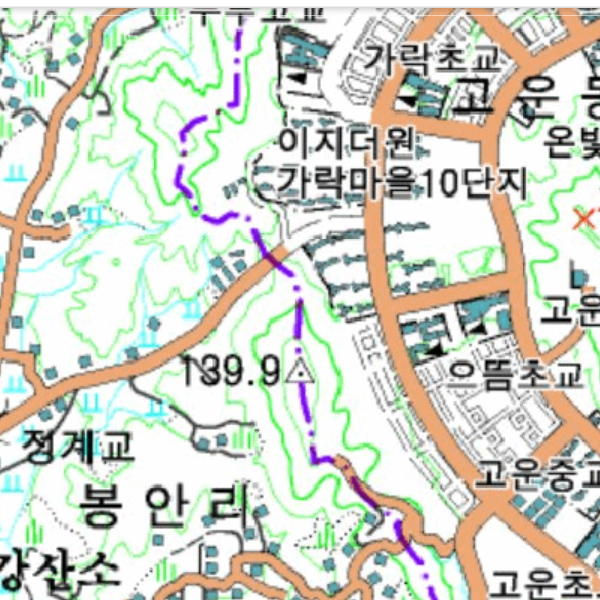 가락초교
고운동
이지더원
가락마을10단지
온빛
고운
139.9
으뜸초교
정계교
고운중교
봉안리
강산소
고운초